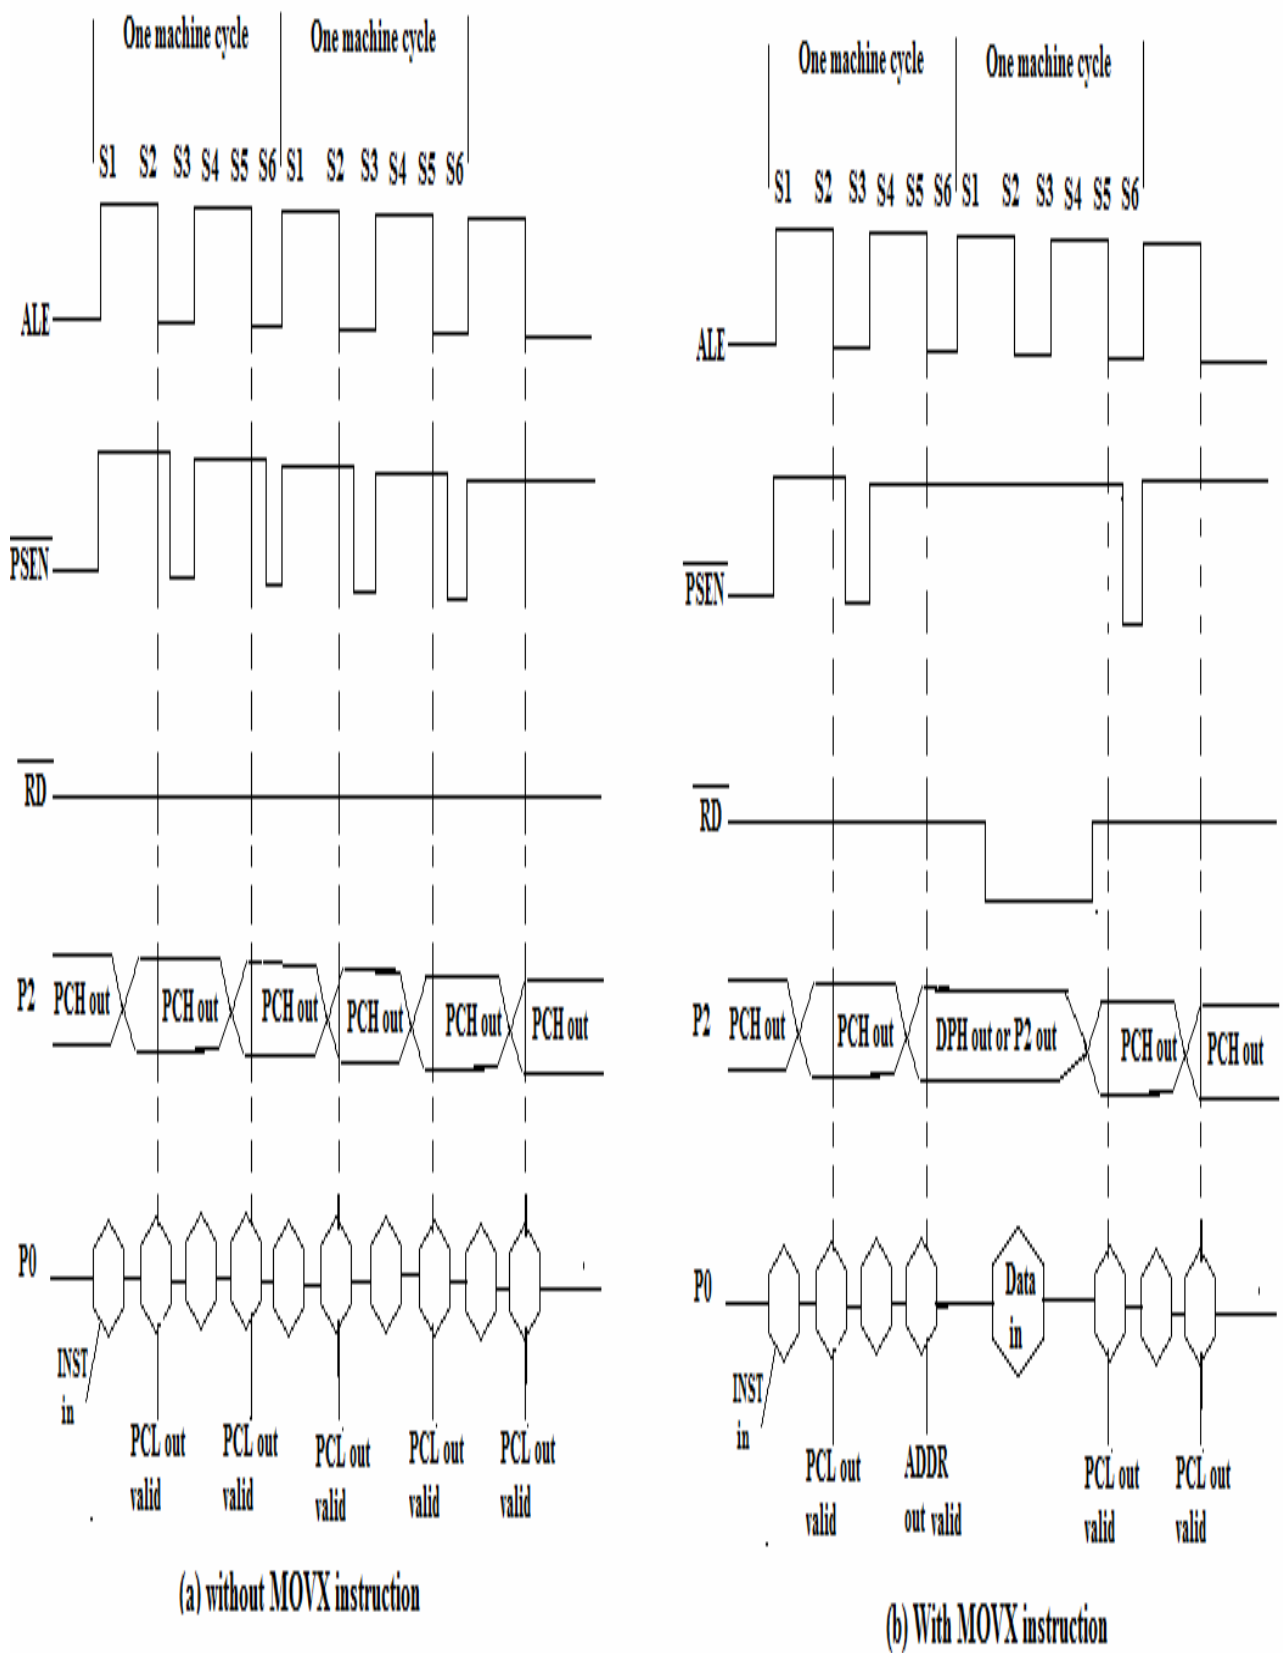 One machine cycle One machine cycle
S1 S2 S3 S4 S5 S6 S1 S2 S3 S4 S5 S6
ALE
PSEN
RD
P2 PCH out PCH out PCH out PCH out PCH out PCH out
P0
INST
in
PCL out
valid
PCL out
valid
PCL out
valid
PCL out
valid
PCL out
valid
(a) without MOVX instruction
One machine cycle One machine cycle
S1 S2 S3 S4 S5 S6 S1 S2 S3 S4 S5 S6
ALE
PSEN
RD
P2 PCH out PCH out DPH out or P2 out PCH out PCH out
P0
Data
in
INST
in
PCL out
valid
ADDR
out valid
PCL out
valid
PCL out
valid
(b) With MOVX instruction